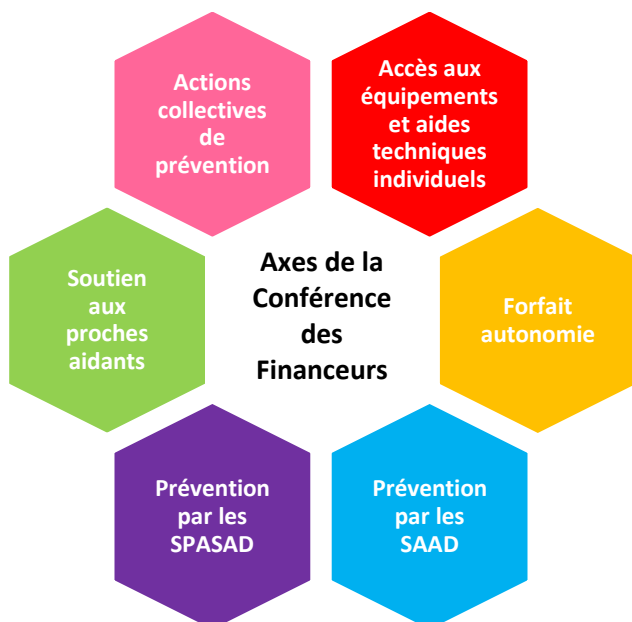 Actions
collectives
de
prévention
Accès aux
équipements
et aides
techniques
individuels
Soutien
aux
proches
aidants
Axes de la
Conférence
des
Financeurs
Forfait
autonomie
Prévention
par les
SPASAD
Prévention
par les
SAAD